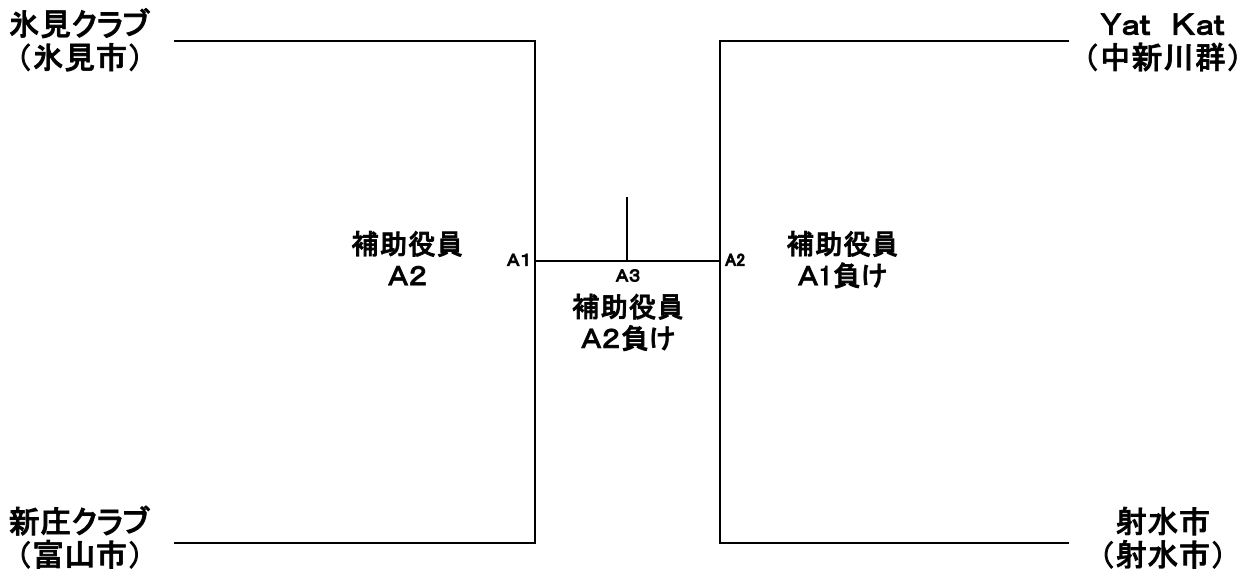 氷見クラブ
（氷見市）
Yat　Kat
（中新川群）
補助役員
A2
A1
A3
補助役員
A2負け
A2
補助役員
A1負け
新庄クラブ
（富山市）
射水市
（射水市）